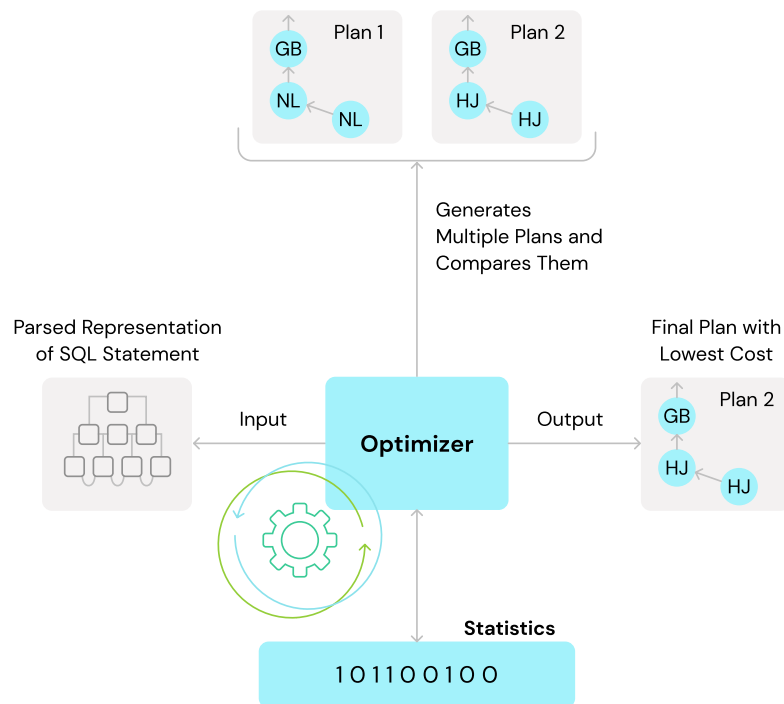 Plan 1
GB
NL
NL
Plan 2
GB
HJ
HJ
Generates
Multiple Plans and
Compares Them
Parsed Representation
of SQL Statement
Input
Optimizer
Output
Final Plan with
Lowest Cost
Plan 2
GB
HJ
HJ
Statistics
1 0 1 1 0 0 1 0 0